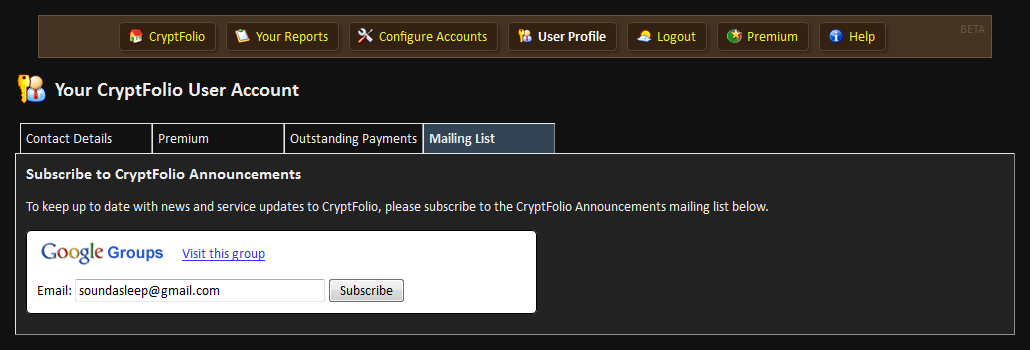 CryptFolio Your Reports Configure Accounts User Profile Logout Premium Help BETA
Your CryptFolio User Account
Contact Details Premium Outstanding Payments Mailing List
Subscribe to CryptFolio Announcements
To keep up to date with news and service updates to CryptFolio, please subscribe to the CryptFolio Announcements mailing list below.
Google Groups Visit this group
Email: soundasleep@gmail.com Subscribe